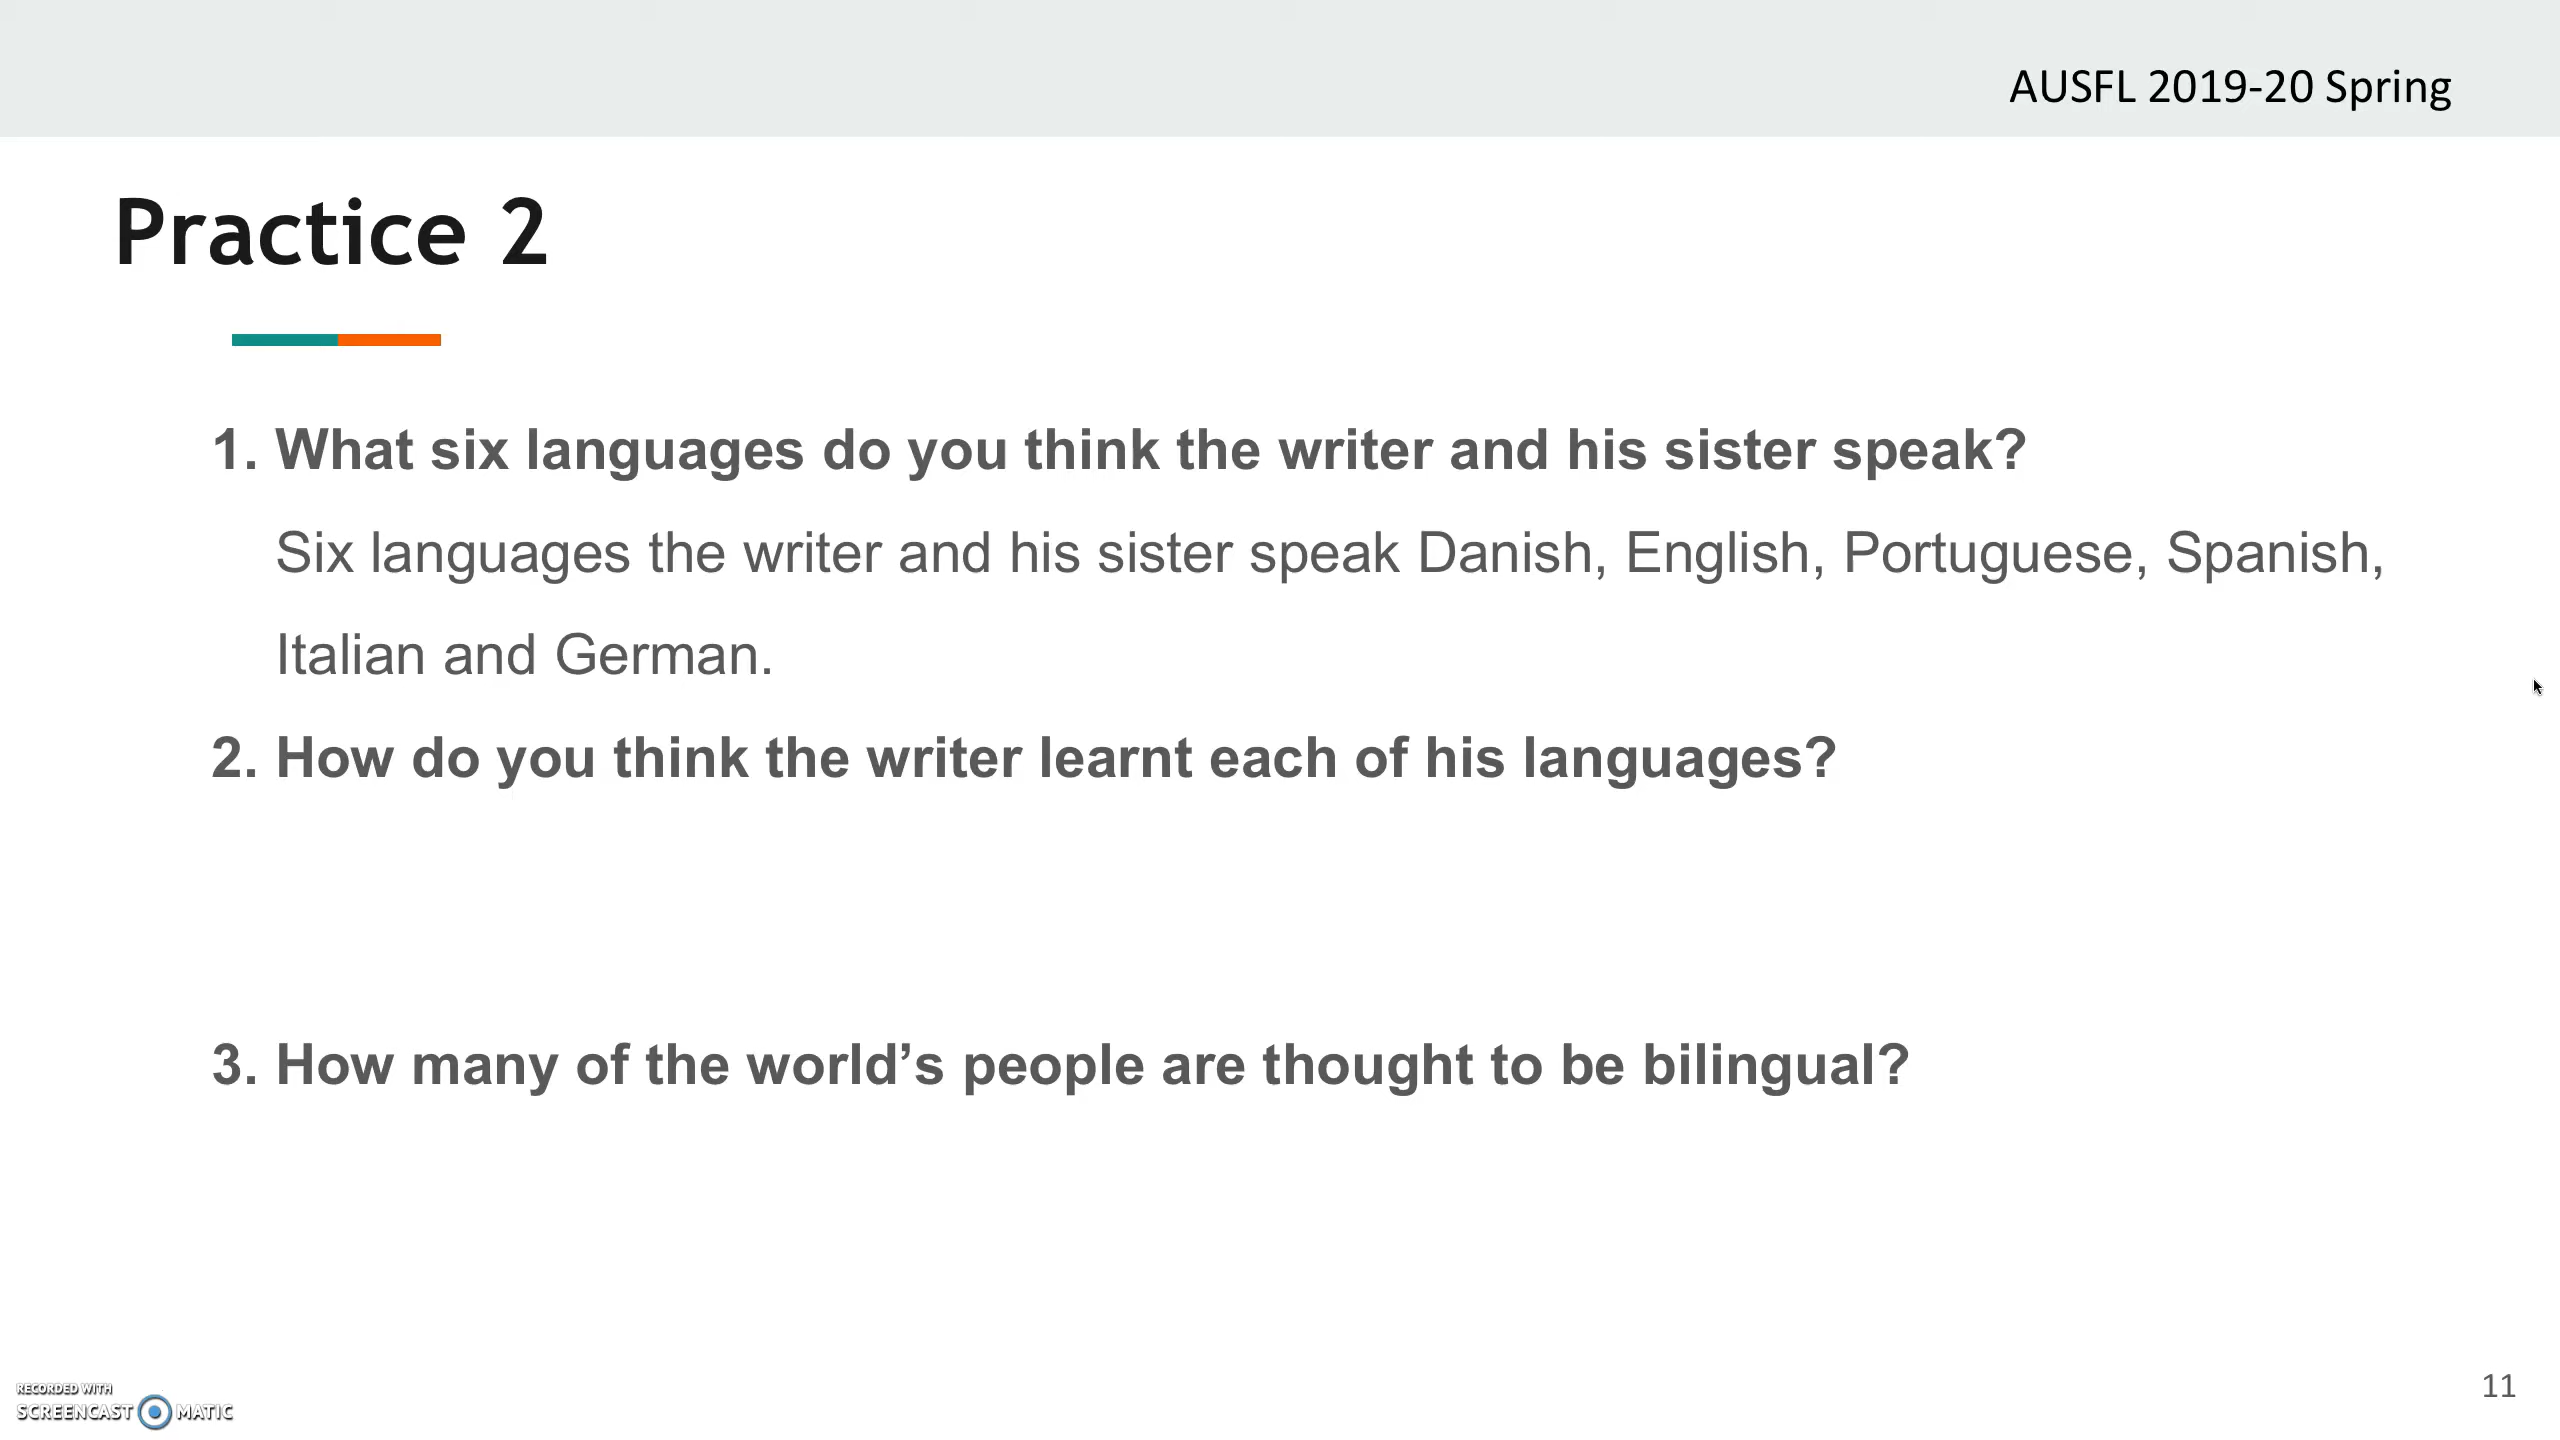 AUSFL 2019-20 Spring
Practice 2
1. What six languages do you think the writer and his sister speak?
Six languages the writer and his sister speak Danish, English, Portuguese, Spanish,
Italian and German.
2. How do you think the writer learnt each of his languages?
3. How many of the world’s people are thought to be bilingual?
RECORDED WITH
SCREENCAST MATIC
11